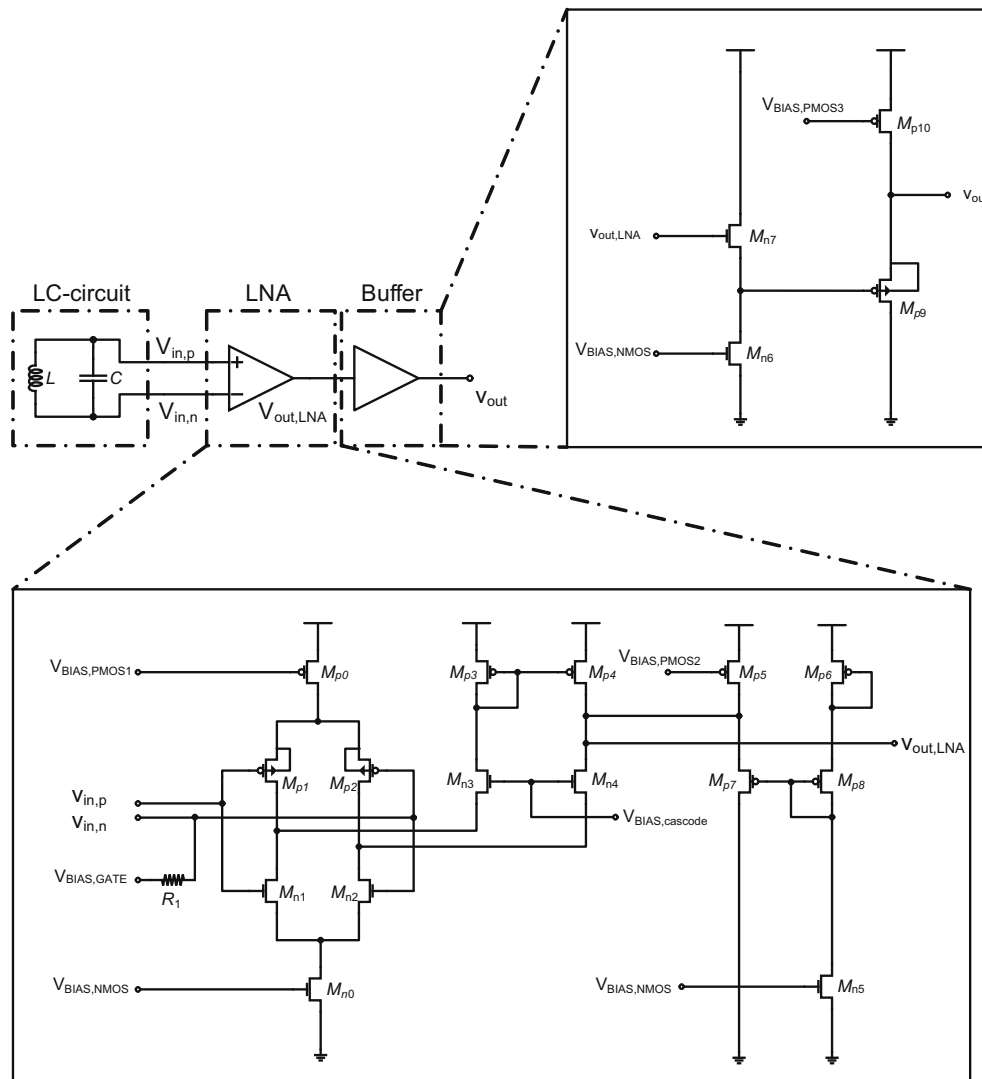 V_BIAS,PMOS3
M_p10
v_ou
v_out,LNA
M_n7
M_p9
V_BIAS,NMOS
M_n6
LC-circuit
LNA
Buffer
V_in,p
L
C
+
−
V_in,n
V_out,LNA
v_out
V_BIAS,PMOS1
M_p0
M_p3
M_p4
V_BIAS,PMOS2
M_p5
M_p6
M_p1
M_p2
M_n3
M_n4
v_out,LNA
M_p7
M_p8
v_in,p
v_in,n
V_BIAS,cascode
V_BIAS,GATE
R_1
M_n1
M_n2
V_BIAS,NMOS
M_n0
V_BIAS,NMOS
M_n5